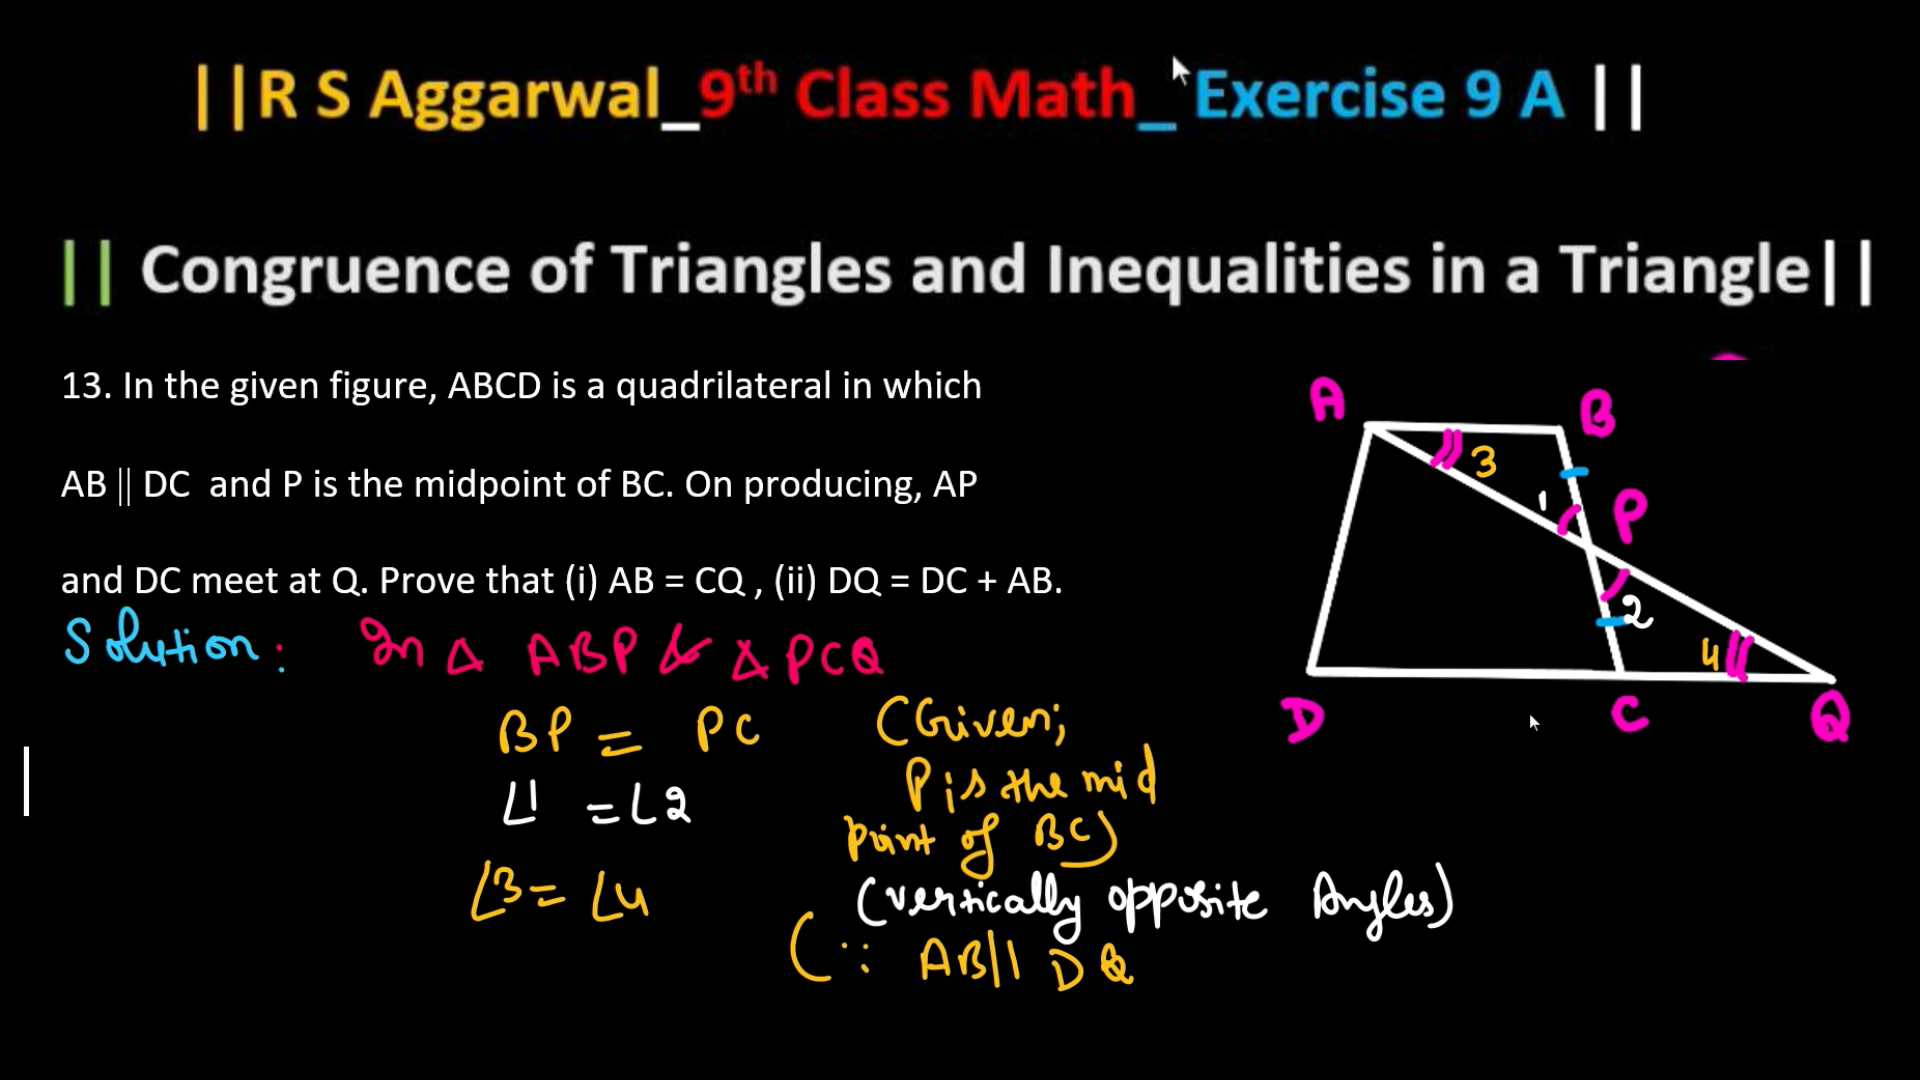 ||R S Aggarwal_9th Class Math_ Exercise 9 A ||
|| Congruence of Triangles and Inequalities in a Triangle||
13. In the given figure, ABCD is a quadrilateral in which
AB || DC and P is the midpoint of BC. On producing, AP
and DC meet at Q. Prove that (i) AB = CQ , (ii) DQ = DC + AB.
A
B
3
1
P
2
4
D
C
Q
Solution: In Δ ABP & Δ PCQ
BP = PC (Given;
P is the mid
point of BC)
∠1 = ∠2
(vertically opposite Angles)
∠3 = ∠4
(∵ AB || DQ